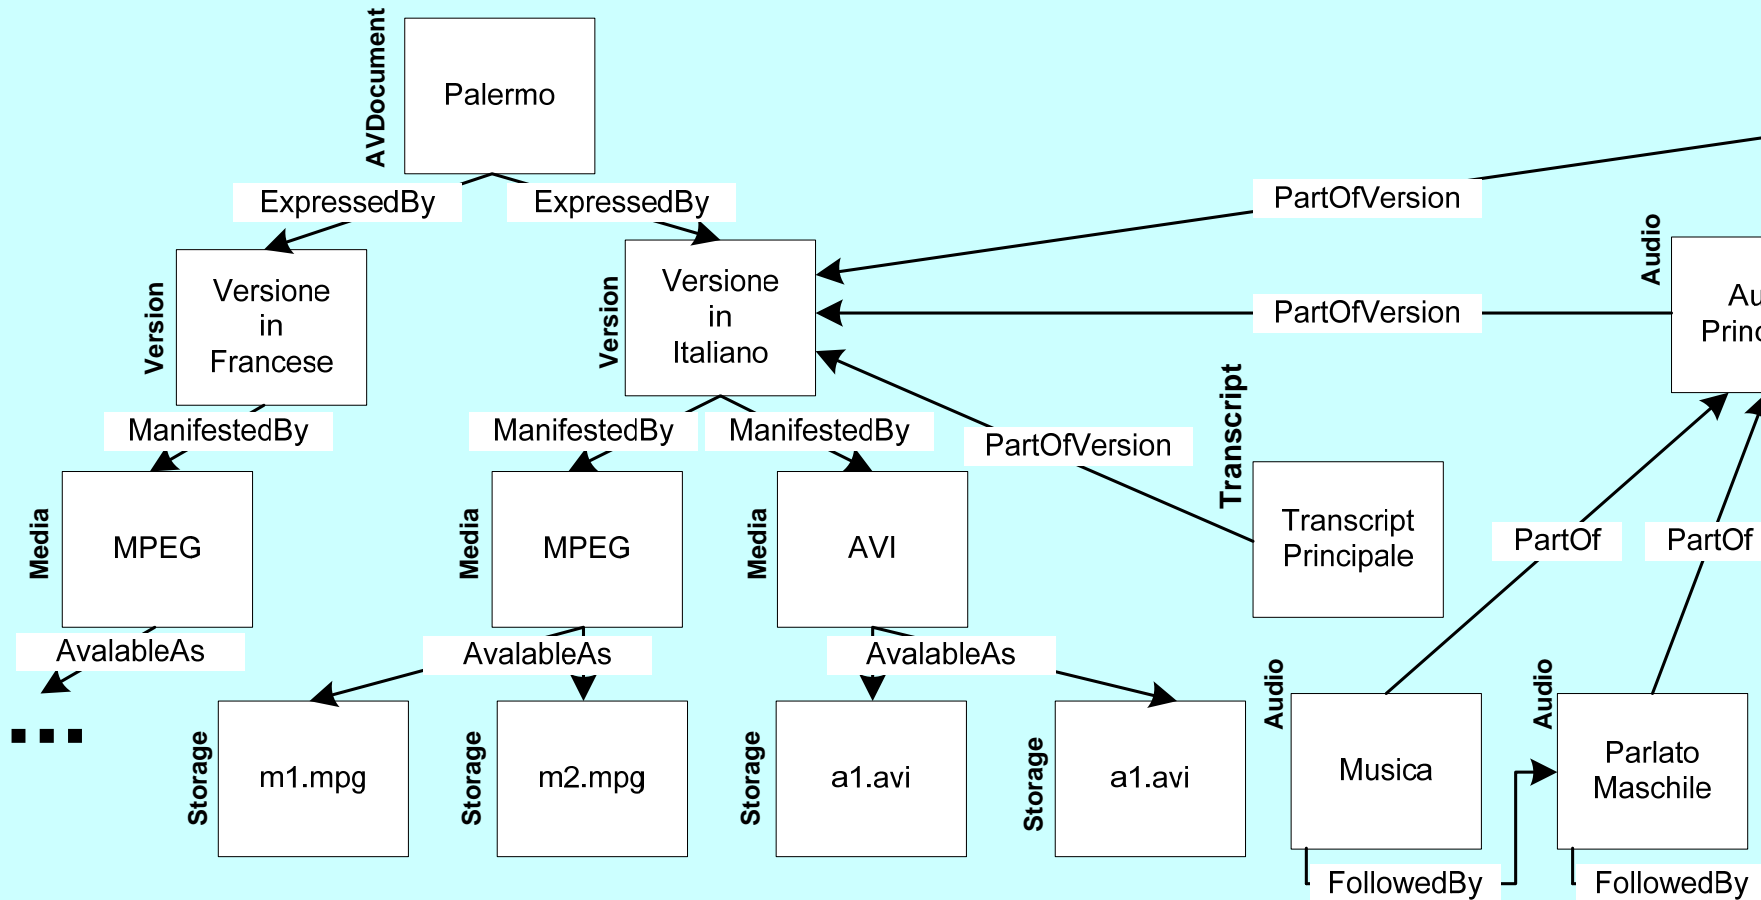 AVDocument
Palermo
ExpressedBy
ExpressedBy
PartOfVersion
Version
Versione
in
Francese
Version
Versione
in
Italiano
PartOfVersion
Audio
ManifestedBy
ManifestedBy
ManifestedBy
PartOfVersion
Transcript
Transcript
Principale
Media
MPEG
Media
MPEG
Media
AVI
PartOf
PartOf
AvalableAs
AvalableAs
AvalableAs
Storage
m1.mpg
Storage
m2.mpg
Storage
a1.avi
Storage
a1.avi
Audio
Musica
Audio
Parlato
Maschile
FollowedBy
FollowedBy